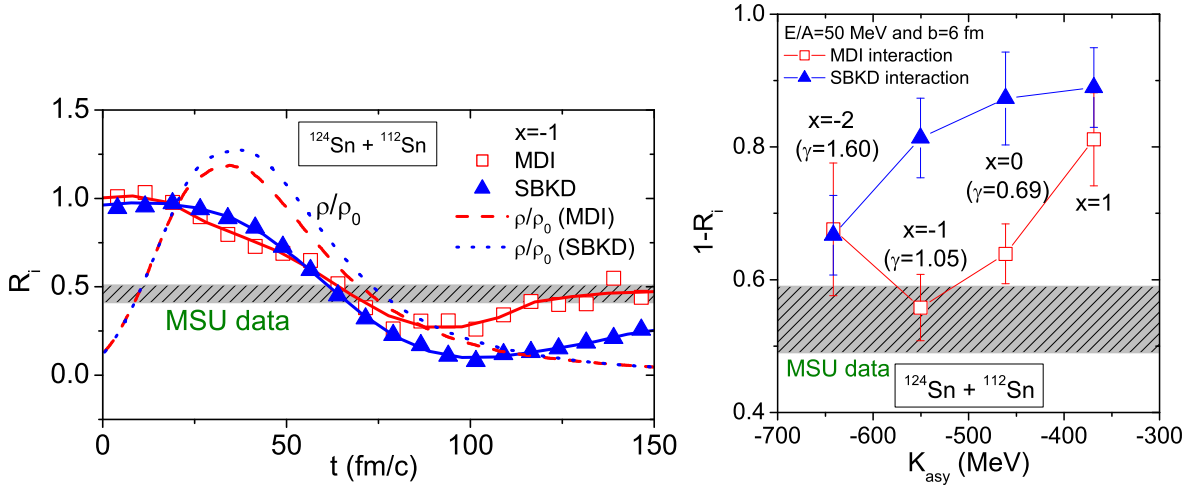 1.5
1.0
0.5
0.0
R_i
0
50
100
150
t (fm/c)
¹²⁴Sn + ¹¹²Sn
x=-1
MDI
SBKD
ρ/ρ₀ (MDI)
ρ/ρ₀ (SBKD)
ρ/ρ₀
MSU data
1.0
0.8
0.6
0.4
1-R_i
-700
-600
-500
-400
-300
K_asy (MeV)
E/A=50 MeV and b=6 fm
MDI interaction
SBKD interaction
x=-2
(γ=1.60)
x=-1
(γ=1.05)
x=0
(γ=0.69)
x=1
MSU data
¹²⁴Sn + ¹¹²Sn